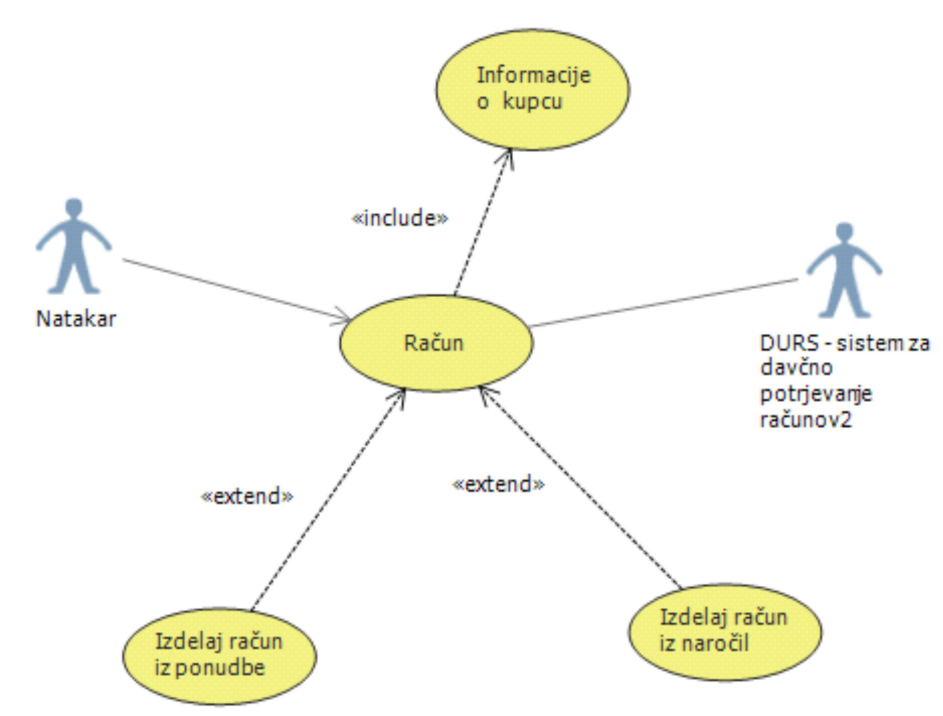 Informacije
o kupcu
«include»
Natakar
Račun
DURS - sistem za
davčno
potrjevanje
računov2
«extend»
«extend»
Izdelaj račun
iz ponudbe
Izdelaj račun
iz naročil